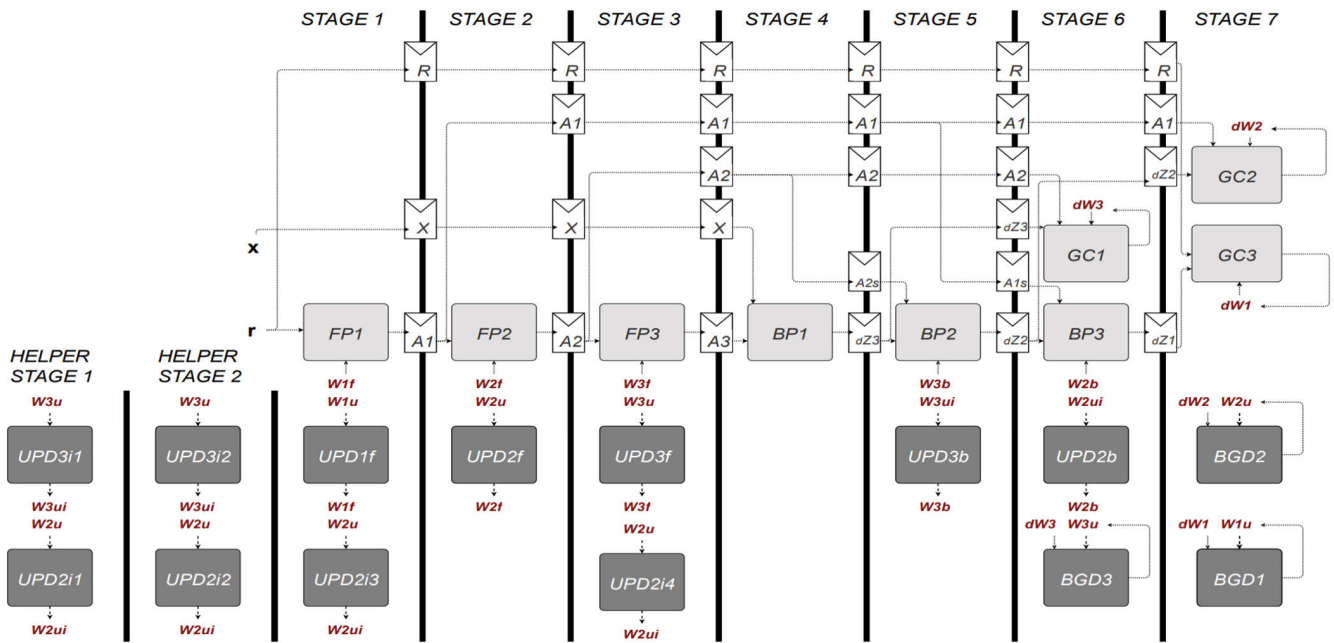 STAGE 1 STAGE 2 STAGE 3 STAGE 4 STAGE 5 STAGE 6 STAGE 7
R R R R R R
A1 A1 A1 A1 A1
dW2
A2 A2 A2 dZ2 GC2
dW3
X X X dZ3
x
GC1 GC3
A2s A1s
dW1
r FP1 A1 FP2 A2 FP3 A3 BP1 dZ3 BP2 dZ2 BP3 dZ1
HELPER STAGE 1
HELPER STAGE 2
W1f W2f W3f W3b W2b
W3u W3u W1u W2u W3u W3ui W2ui dW2 W2u
UPD3i1 UPD3i2 UPD1f UPD2f UPD3f UPD3b UPD2b BGD2
W3ui W3ui W1f W2f W3f W3b W2b
W2u W2u W2u W2u dW3 W3u dW1 W1u
UPD2i1 UPD2i2 UPD2i3 UPD2i4 BGD3 BGD1
W2ui W2ui W2ui W2ui